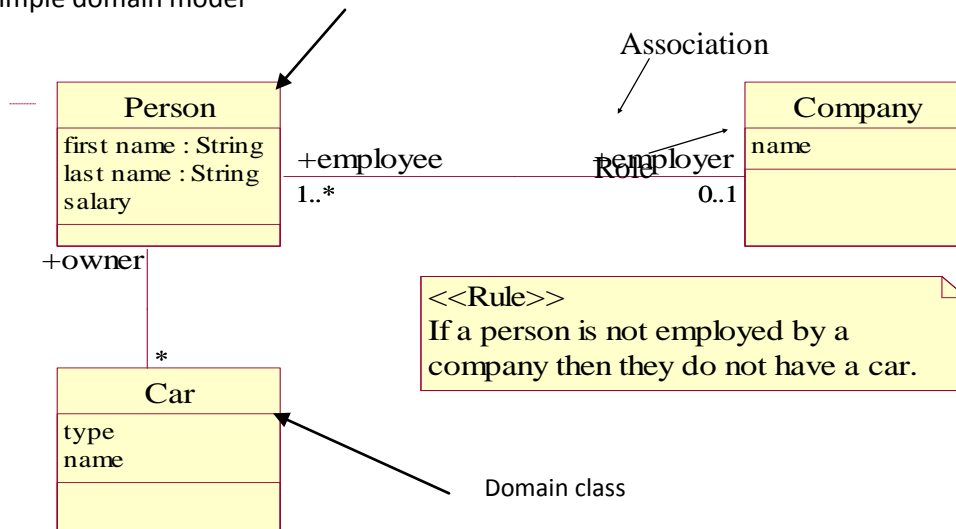 imple domain model
Association
Person
first name : String
last name : String
salary
Company
name
+employee
+employer
Role
1..*
0..1
+owner
*
<<Rule>>
If a person is not employed by a
company then they do not have a car.
Car
type
name
Domain class